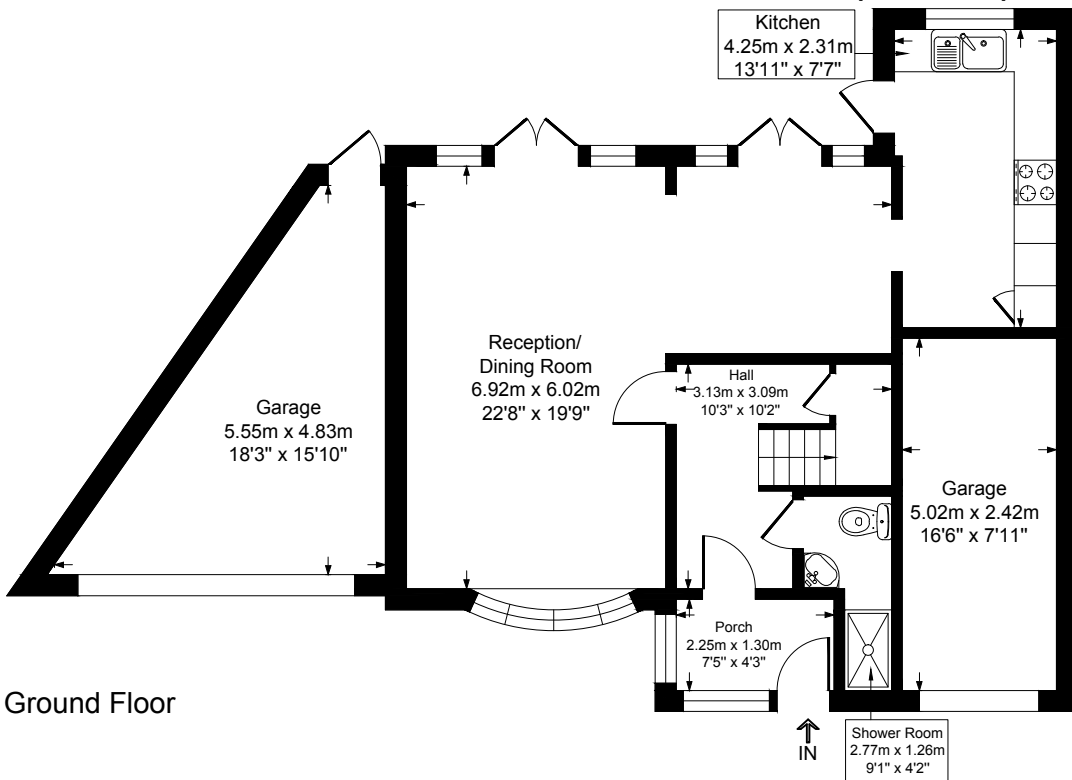 Kitchen
4.25m x 2.31m
13'11" x 7'7"
Reception/
Dining Room
6.92m x 6.02m
22'8" x 19'9"
Hall
3.13m x 3.09m
10'3" x 10'2"
Garage
5.55m x 4.83m
18'3" x 15'10"
Garage
5.02m x 2.42m
16'6" x 7'11"
Porch
2.25m x 1.30m
7'5" x 4'3"
Ground Floor
IN
Shower Room
2.77m x 1.26m
9'1" x 4'2"